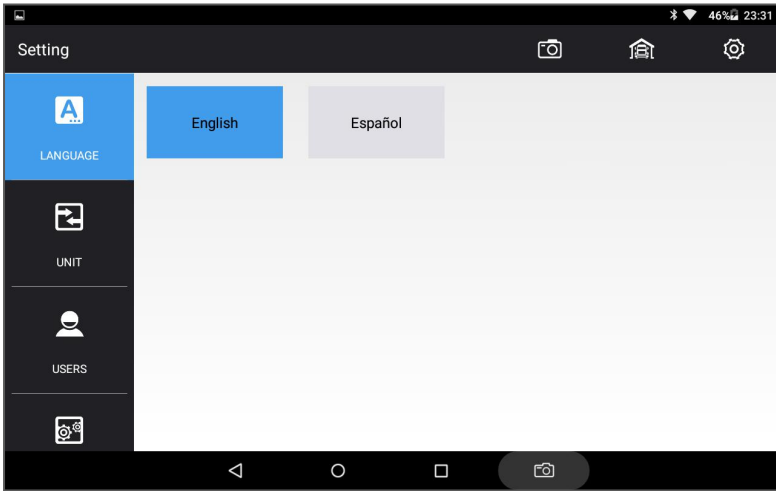 46% 23:31
Setting
A
LANGUAGE
English
Español
UNIT
USERS